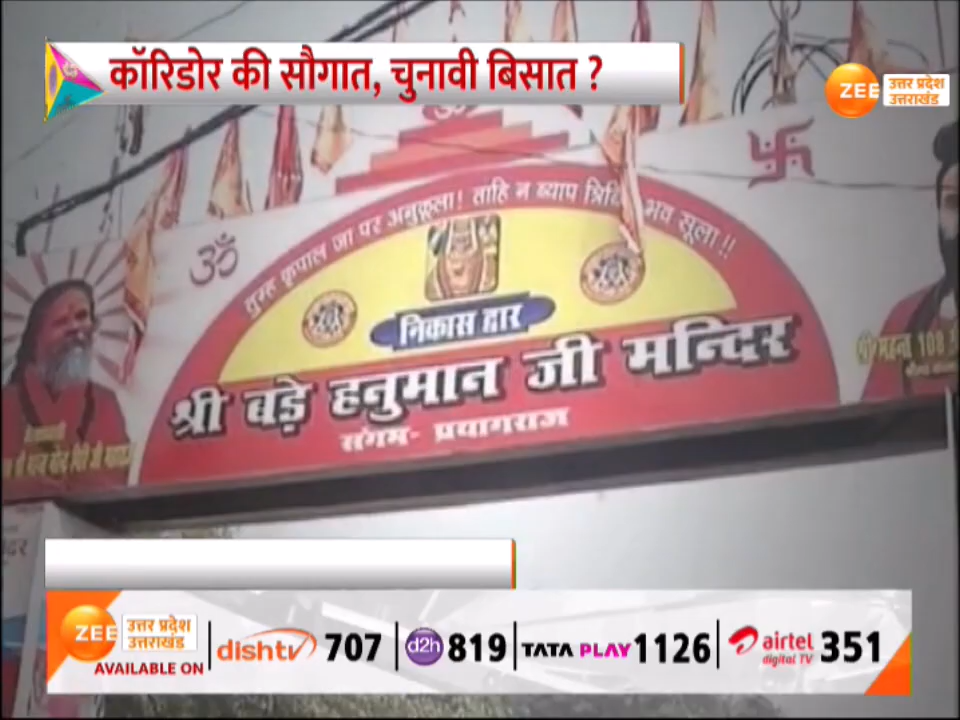 कॉरिडोर की सौगात, चुनावी बिसात ?
ZEE उत्तर प्रदेश
उत्तराखंड
ॐ
तुम्ह कृपाल जा पर अनुकूला! ताहि न ब्याप त्रिवि भव सूला!!
निकास द्वार
श्री बड़े हनुमान जी मन्दिर
संगम- प्रयागराज
108
ZEE उत्तर प्रदेश
उत्तराखंड
AVAILABLE ON
dishtv 707
d2h 819
TATA PLAY 1126
airtel digital TV 351